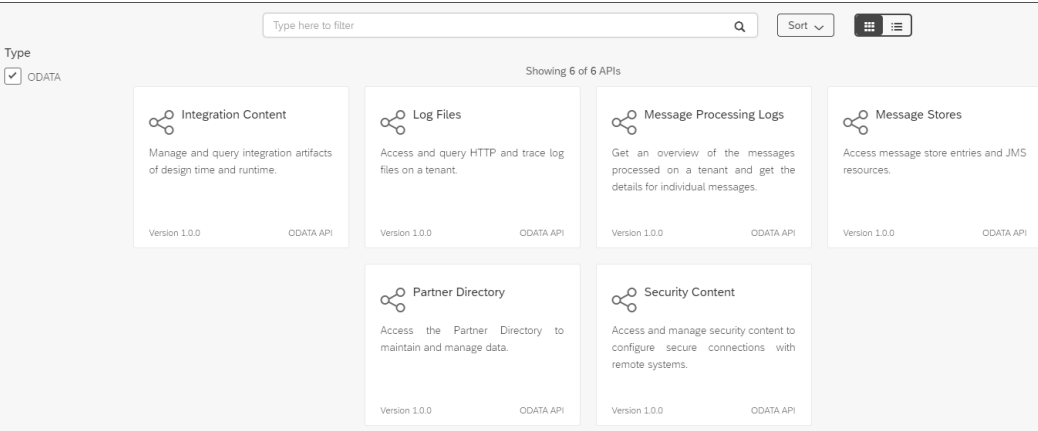 Type here to filter
Sort
Type
ODATA
Showing 6 of 6 APIs
Integration Content
Manage and query integration artifacts
of design time and runtime.
Version 1.0.0 ODATA API
Log Files
Access and query HTTP and trace log
files on a tenant.
Version 1.0.0 ODATA API
Message Processing Logs
Get an overview of the messages
processed on a tenant and get the
details for individual messages.
Version 1.0.0 ODATA API
Message Stores
Access message store entries and JMS
resources.
Version 1.0.0 ODATA API
Partner Directory
Access the Partner Directory to
maintain and manage data.
Version 1.0.0 ODATA API
Security Content
Access and manage security content to
configure secure connections with
remote systems.
Version 1.0.0 ODATA API